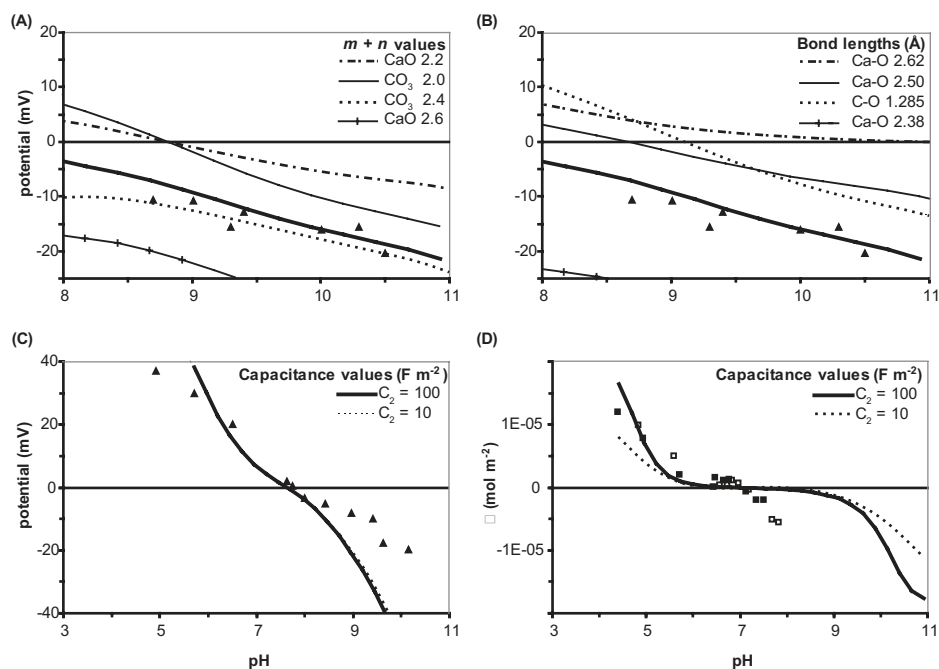 (A)
m + n values
CaO 2.2
CO3 2.0
CO3 2.4
CaO 2.6
potential (mV)
20
10
0
-10
-20
8
9
10
11
(B)
Bond lengths (Å)
Ca-O 2.62
Ca-O 2.50
C-O 1.285
Ca-O 2.38
20
10
0
-10
-20
8
9
10
11
(C)
Capacitance values (F m-2)
C2 = 100
C2 = 10
potential (mV)
40
20
0
-20
-40
3
5
7
9
11
pH
(D)
Capacitance values (F m-2)
C2 = 100
C2 = 10
□ (mol m-2)
1E-05
0
-1E-05
3
5
7
9
11
pH